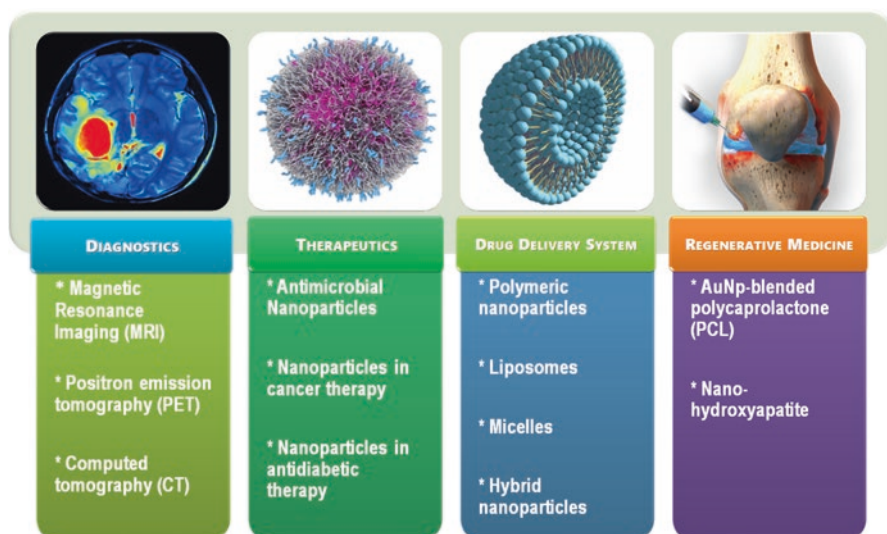 DIAGNOSTICS
* Magnetic
Resonance
Imaging (MRI)
* Positron emission
tomography (PET)
* Computed
tomography (CT)
THERAPEUTICS
* Antimicrobial
Nanoparticles
* Nanoparticles in
cancer therapy
* Nanoparticles in
antidiabetic
therapy
DRUG DELIVERY SYSTEM
* Polymeric
nanoparticles
* Liposomes
* Micelles
* Hybrid
nanoparticles
REGENERATIVE MEDICINE
* AuNp-blended
polycaprolactone
(PCL)
* Nano-
hydroxyapatite